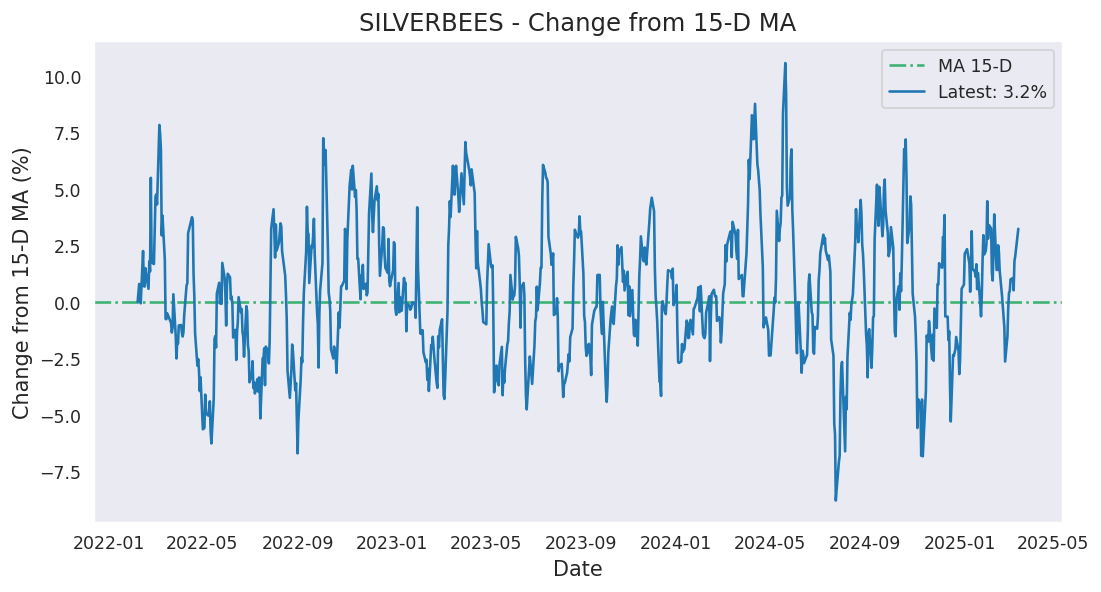 SILVERBEES - Change from 15-D MA
MA 15-D
Latest: 3.2%
Change from 15-D MA (%)
10.0
7.5
5.0
2.5
0.0
−2.5
−5.0
−7.5
2022-01 2022-05 2022-09 2023-01 2023-05 2023-09 2024-01 2024-05 2024-09 2025-01 2025-05
Date